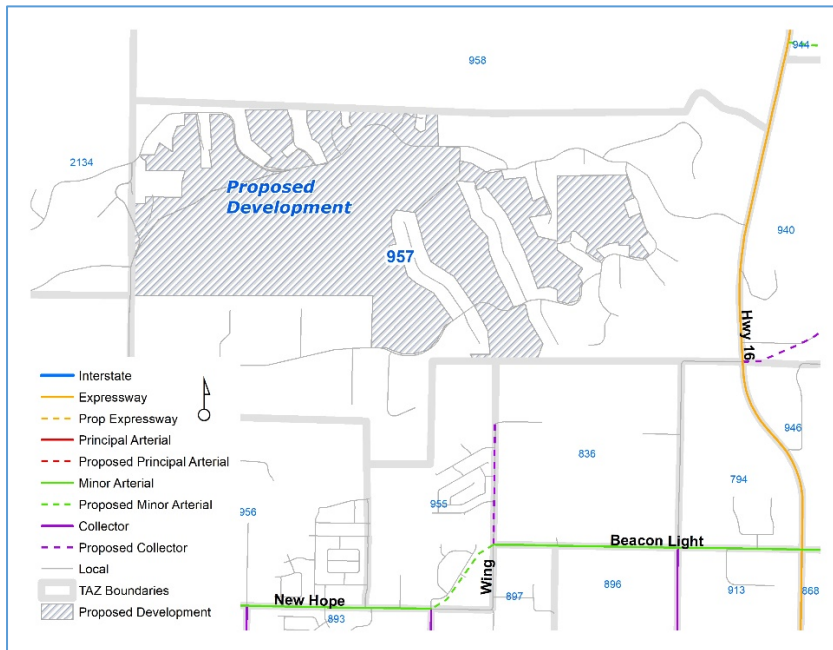 944
958
2134
Proposed
Development
940
957
Hwy 16
Interstate
Expressway
Prop Expressway
Principal Arterial
Proposed Principal Arterial
Minor Arterial
Proposed Minor Arterial
Collector
Proposed Collector
Local
TAZ Boundaries
Proposed Development
946
836
794
956
955
Beacon Light
Wing
896
913
868
897
New Hope
893